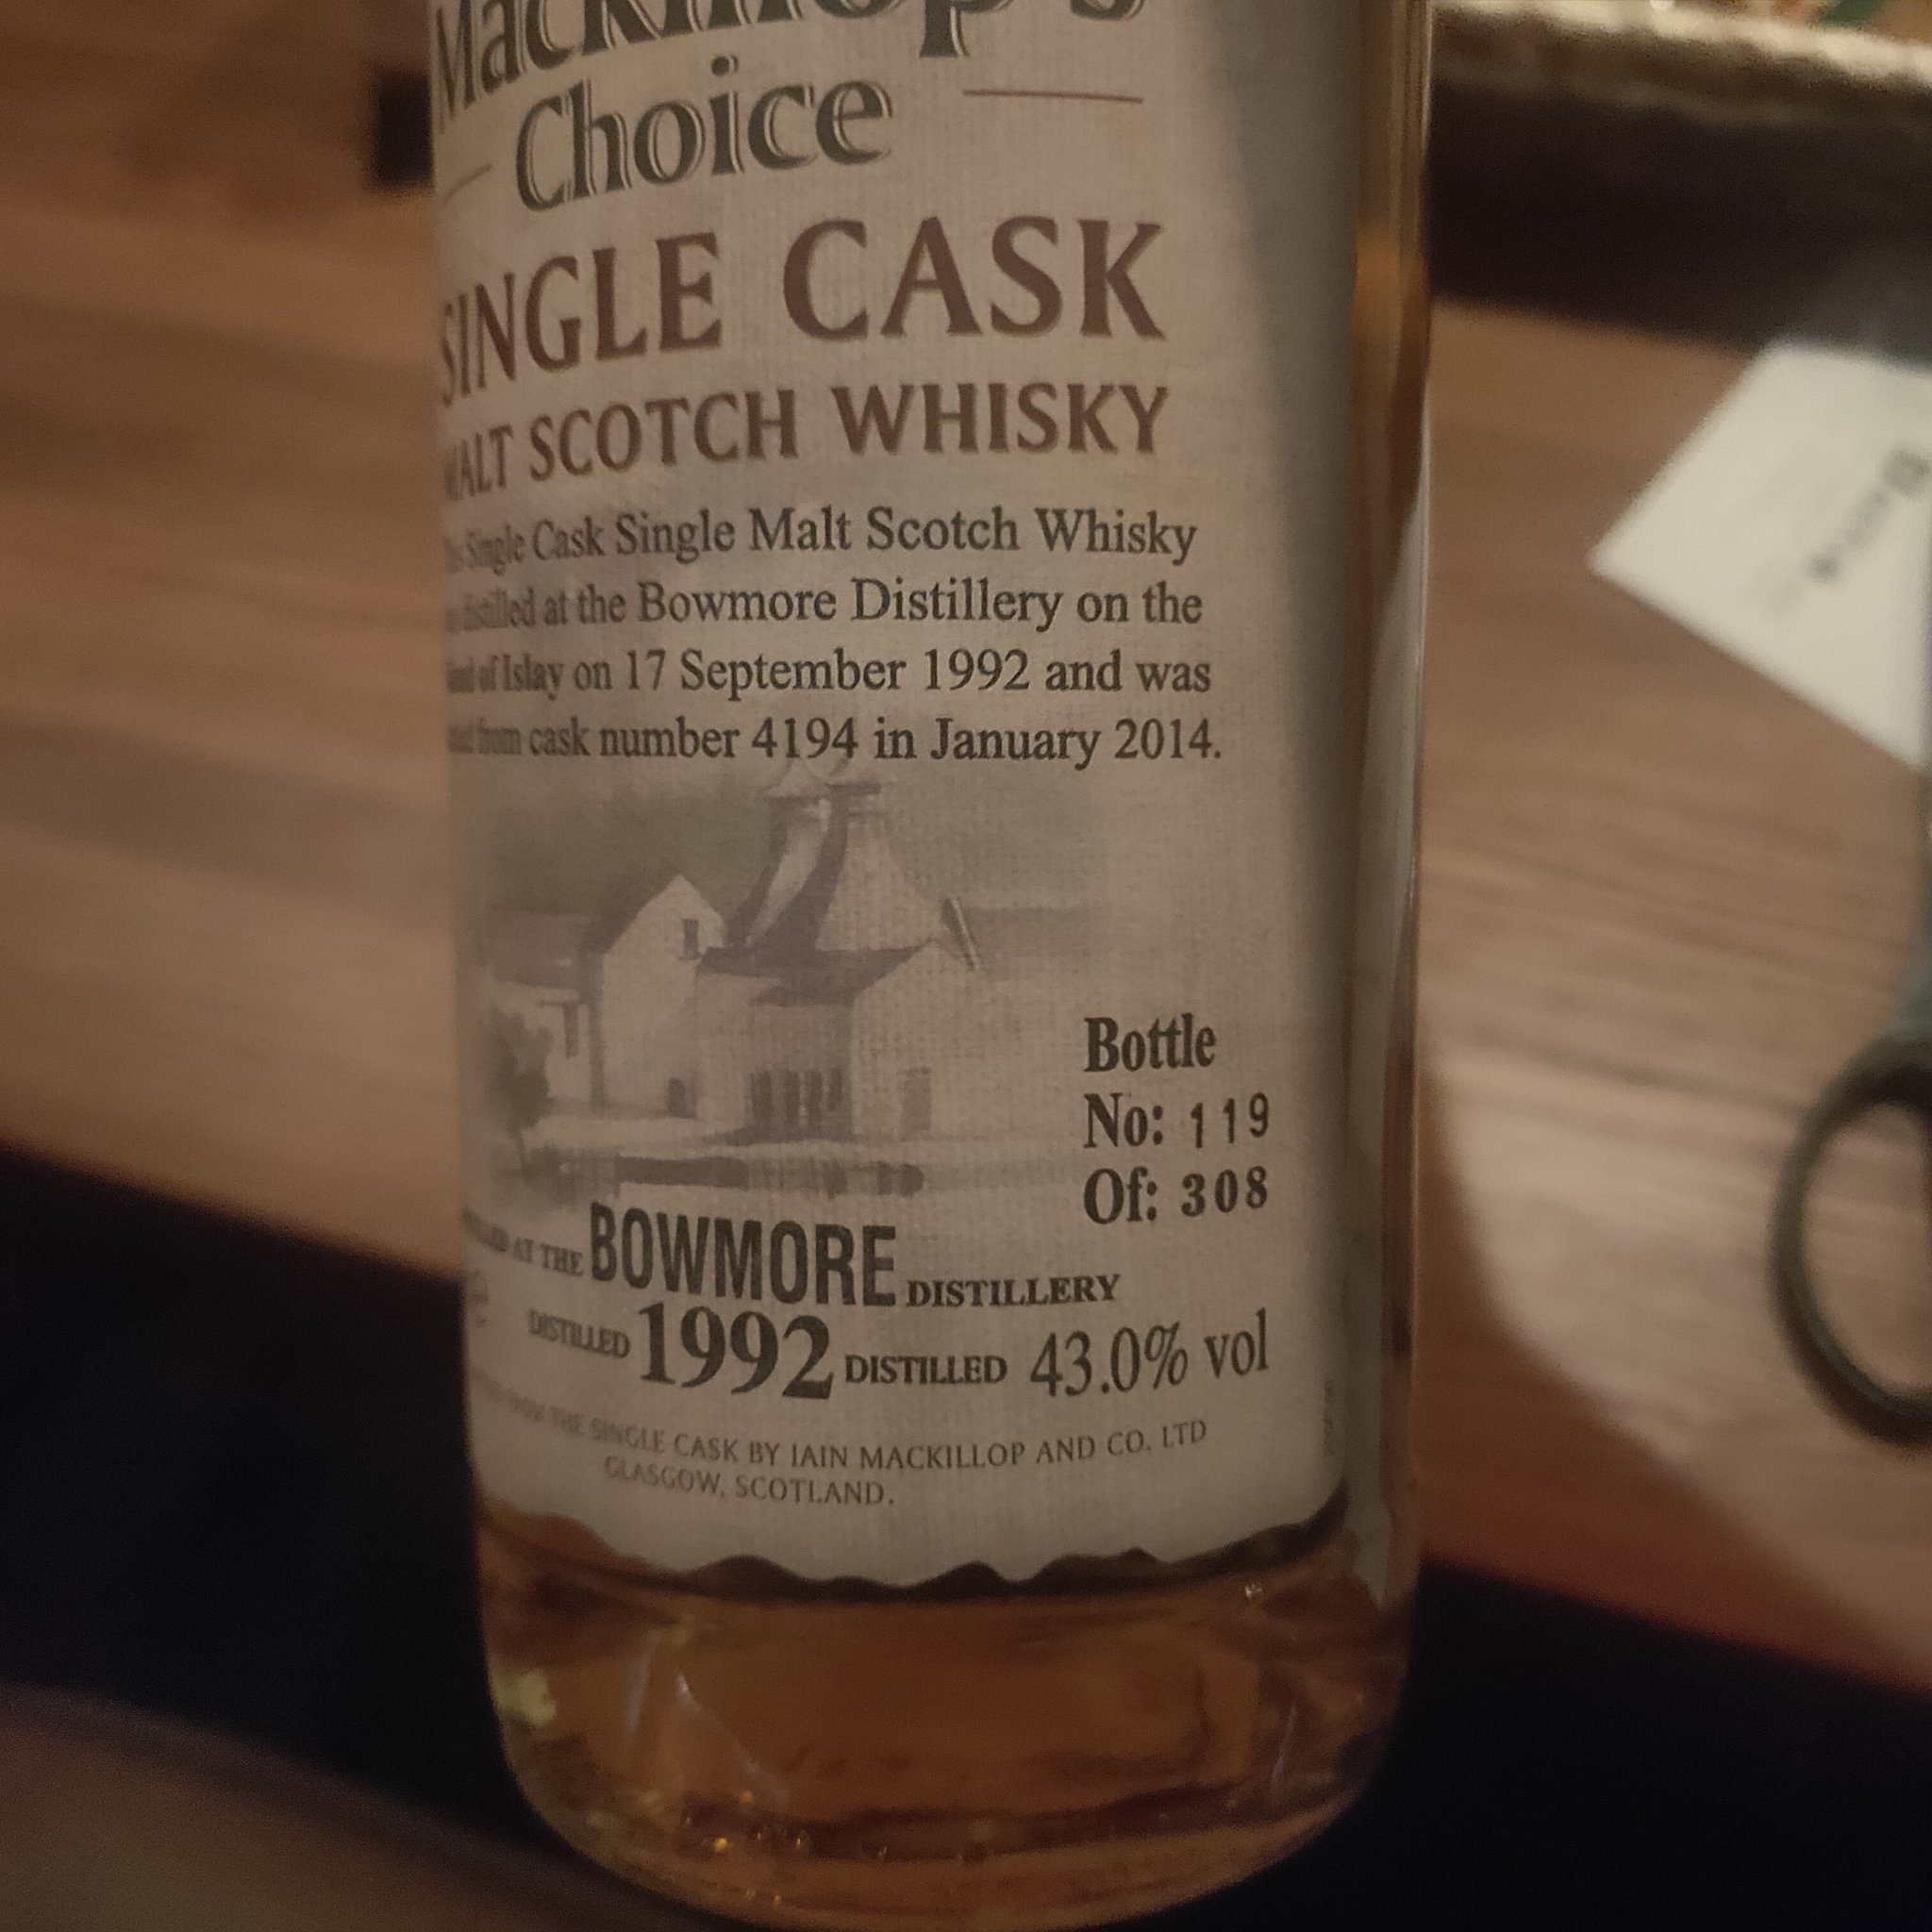 Mackillop's
Choice
SINGLE CASK
MALT SCOTCH WHISKY
Single Cask Single Malt Scotch Whisky
distilled at the Bowmore Distillery on the
of Islay on 17 September 1992 and was
from cask number 4194 in January 2014.
Bottle
No: 119
Of: 308
AT THE BOWMORE DISTILLERY
DISTILLED 1992 DISTILLED 43.0% vol
FROM THE SINGLE CASK BY IAIN MACKILLOP AND CO. LTD
GLASGOW, SCOTLAND.